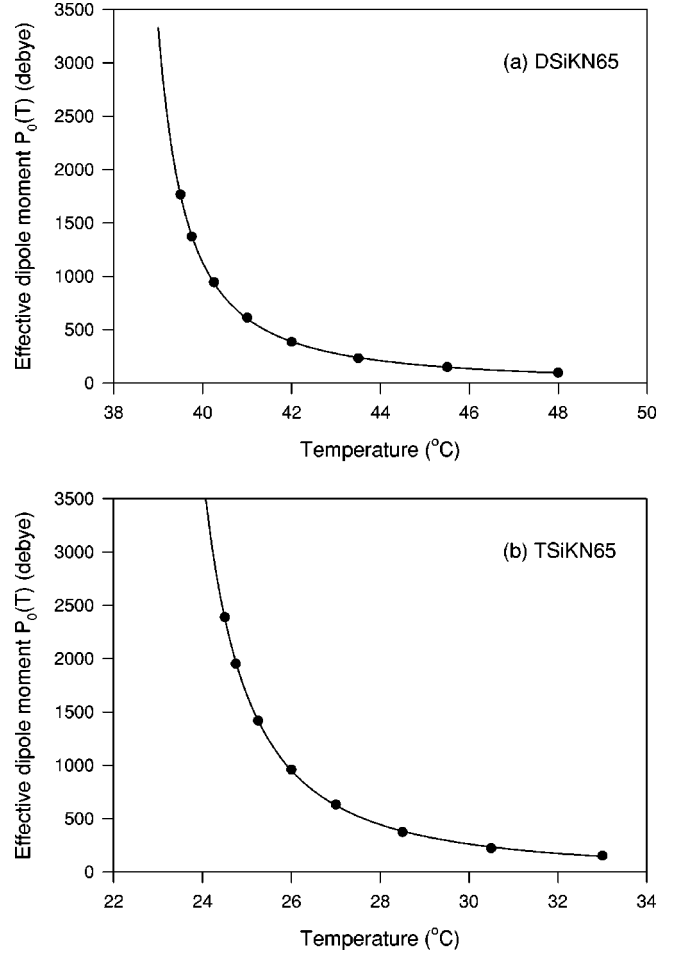 Effective dipole moment P₀(T) (debye)
3500
3000
2500
2000
1500
1000
500
0
(a) DSiKN65
38 40 42 44 46 48 50
Temperature (°C)
Effective dipole moment P₀(T) (debye)
3500
3000
2500
2000
1500
1000
500
0
(b) TSiKN65
22 24 26 28 30 32 34
Temperature (°C)